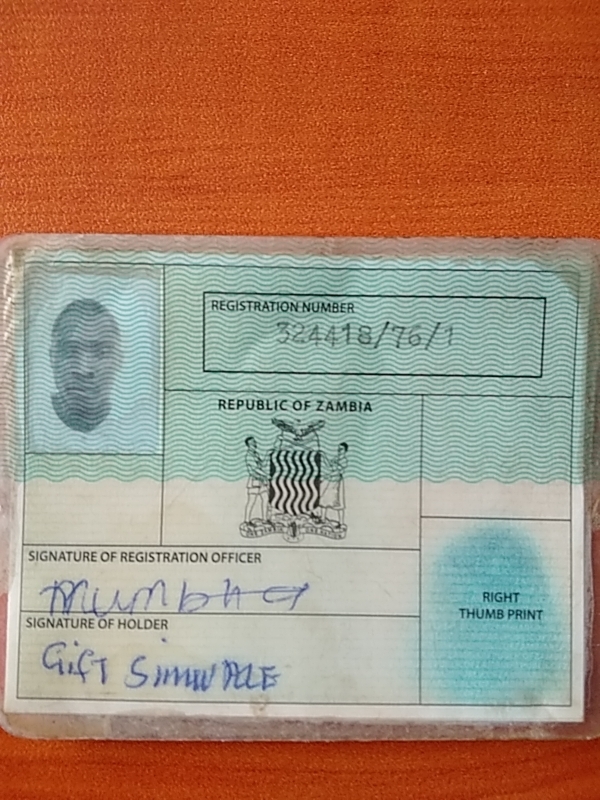 REGISTRATION NUMBER
324418/76/1
REPUBLIC OF ZAMBIA
SIGNATURE OF REGISTRATION OFFICER
SIGNATURE OF HOLDER
Gift
RIGHT
THUMB PRINT